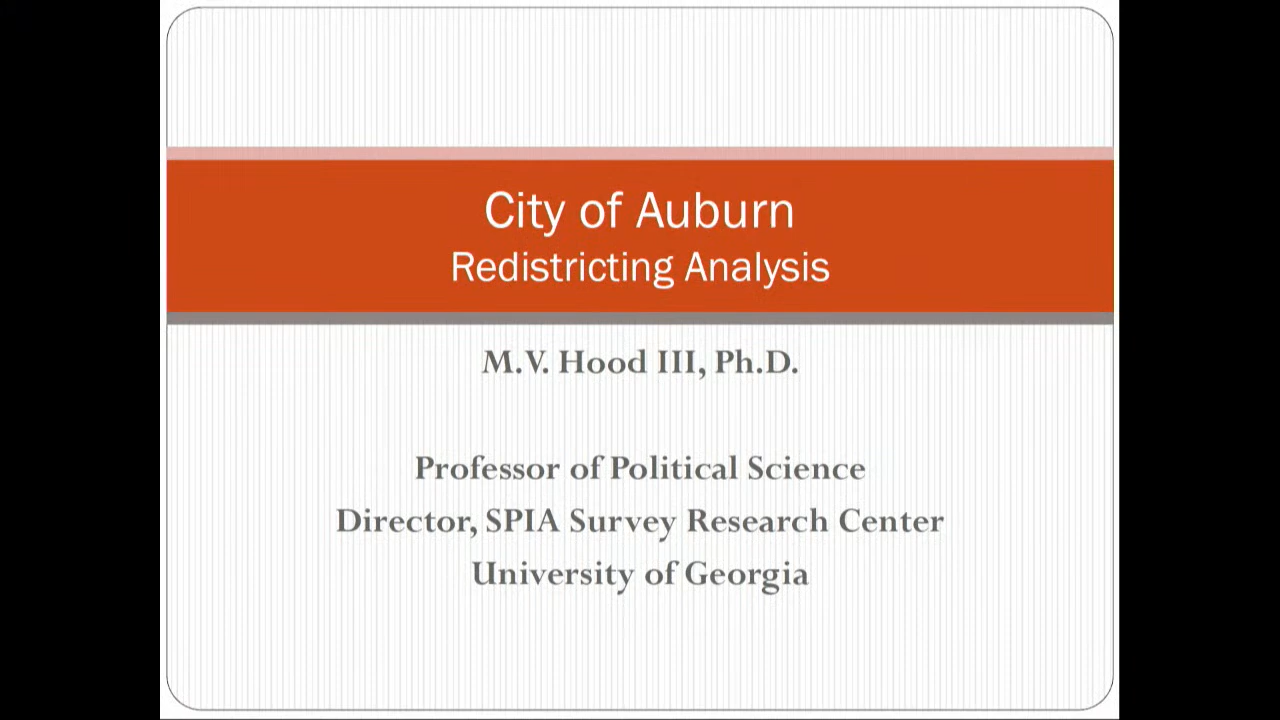 City of Auburn
Redistricting Analysis
M.V. Hood III, Ph.D.
Professor of Political Science
Director, SPIA Survey Research Center
University of Georgia